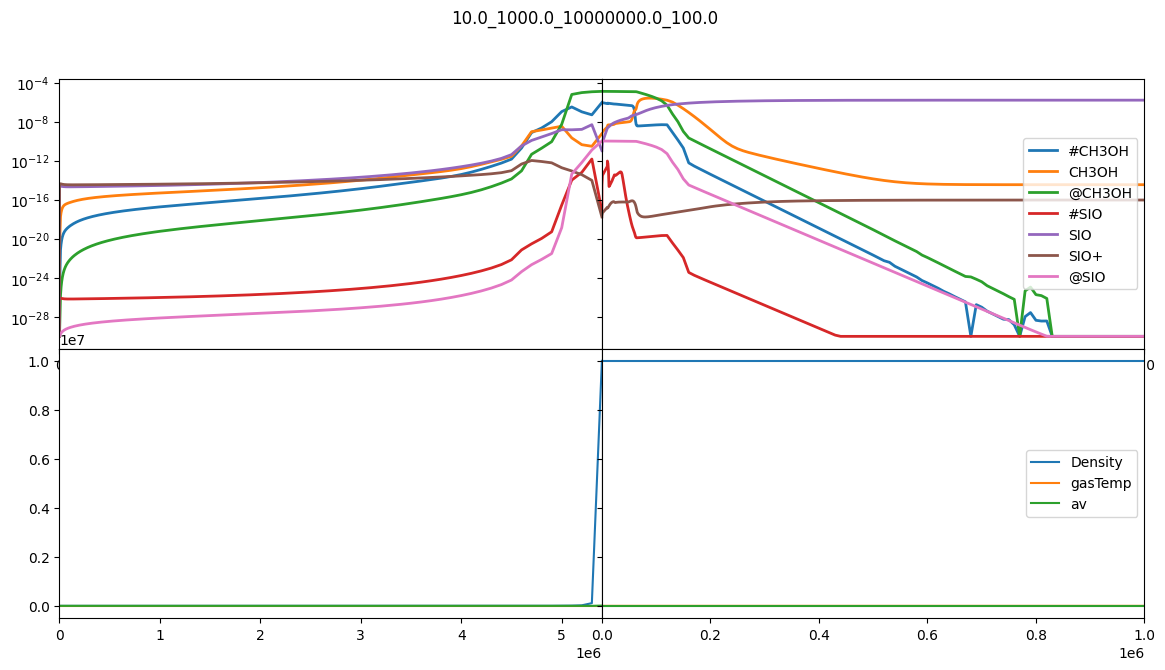 10.0_1000.0_10000000.0_100.0
10⁻⁴
10⁻⁸
10⁻¹²
10⁻¹⁶
10⁻²⁰
10⁻²⁴
10⁻²⁸
#CH3OH
CH3OH
@CH3OH
#SIO
SIO
SIO+
@SIO
1e7
0
1.0
0.8
0.6
0.4
0.2
0.0
Density
gasTemp
av
0 1 2 3 4 5 0.0 0.2 0.4 0.6 0.8 1.0
1e6 1e6